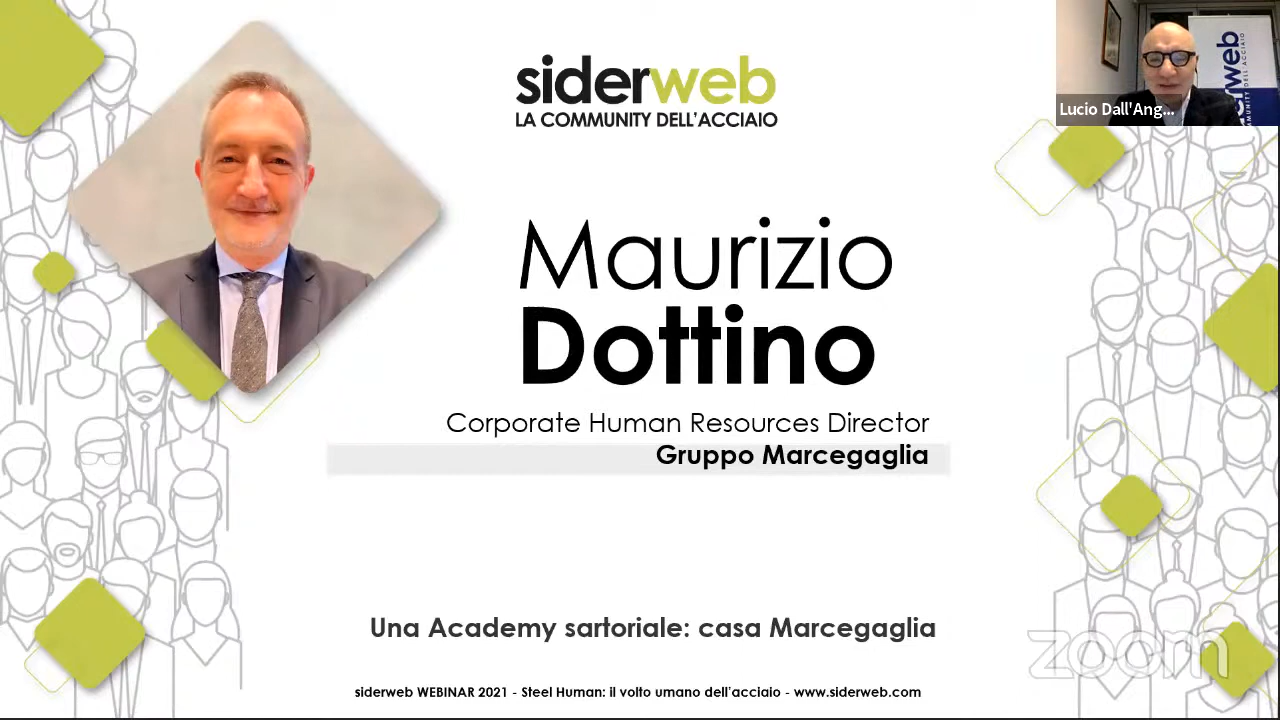 siderweb
LA COMMUNITY DELL'ACCIAIO
Lucio Dall'Ang...
Maurizio
Dottino
Corporate Human Resources Director
Gruppo Marcegaglia
Una Academy sartoriale: casa Marcegaglia
zoom
siderweb WEBINAR 2021 - Steel Human: il volto umano dell'acciaio - www.siderweb.com